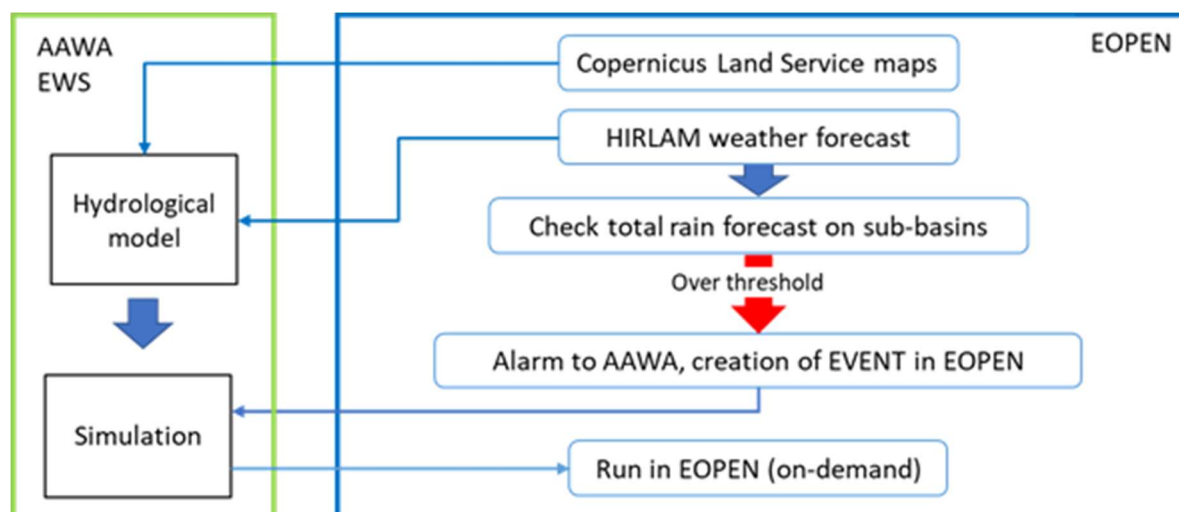 AAWA
EWS
EOPEN
Copernicus Land Service maps
HIRLAM weather forecast
Hydrological
model
Check total rain forecast on sub-basins
Over threshold
Alarm to AAWA, creation of EVENT in EOPEN
Simulation
Run in EOPEN (on-demand)